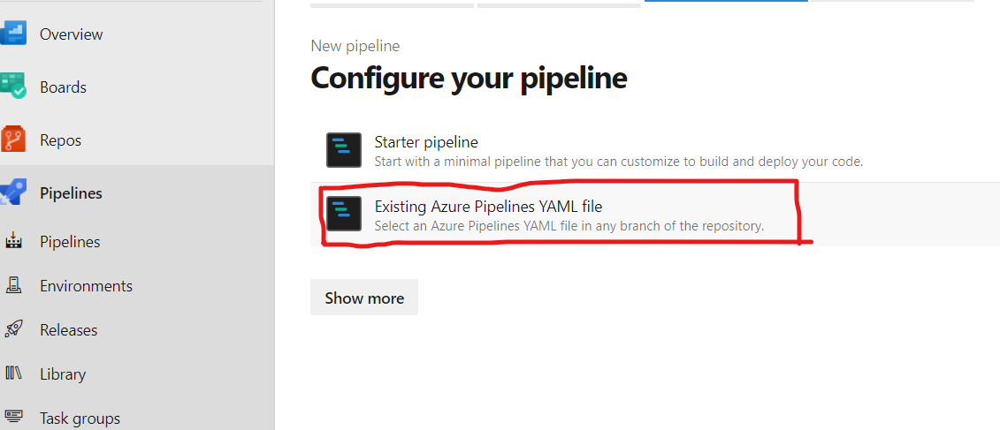 Overview
Boards
Repos
Pipelines
Pipelines
Environments
Releases
Library
Task groups
New pipeline
Configure your pipeline
Starter pipeline
Start with a minimal pipeline that you can customize to build and deploy your code.
Existing Azure Pipelines YAML file
Select an Azure Pipelines YAML file in any branch of the repository.
Show more